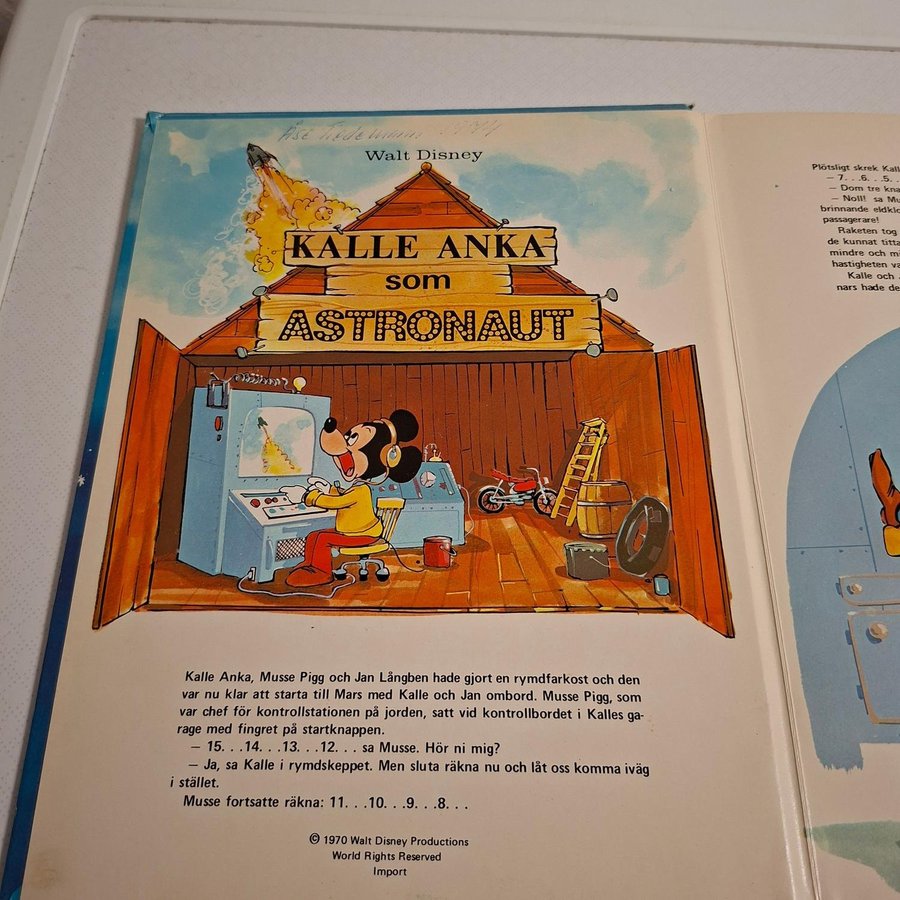 Walt Disney
KALLE ANKA
som
ASTRONAUT
Kalle Anka, Musse Pigg och Jan Långben hade gjort en rymdfarkost och den
var nu klar att starta till Mars med Kalle och Jan ombord. Musse Pigg, som
var chef för kontrollstationen på jorden, satt vid kontrollbordet i Kalles ga-
rage med fingret på startknappen.
– 15. . .14. . .13. . .12. . . sa Musse. Hör ni mig?
– Ja, sa Kalle i rymdskeppet. Men sluta räkna nu och låt oss komma iväg
i stället.
Musse fortsatte räkna: 11. . .10. . .9. . .8. . .
© 1970 Walt Disney Productions
World Rights Reserved
Import
Plötsligt skrek Kall
– 7. . .6. . .5. .
– Dom tre kna
– Noll! sa Mu
brinnande eldklo
passagerare!
Raketen tog
de kunnat titta
mindre och mi
hastigheten va
Kalle och
nars hade de